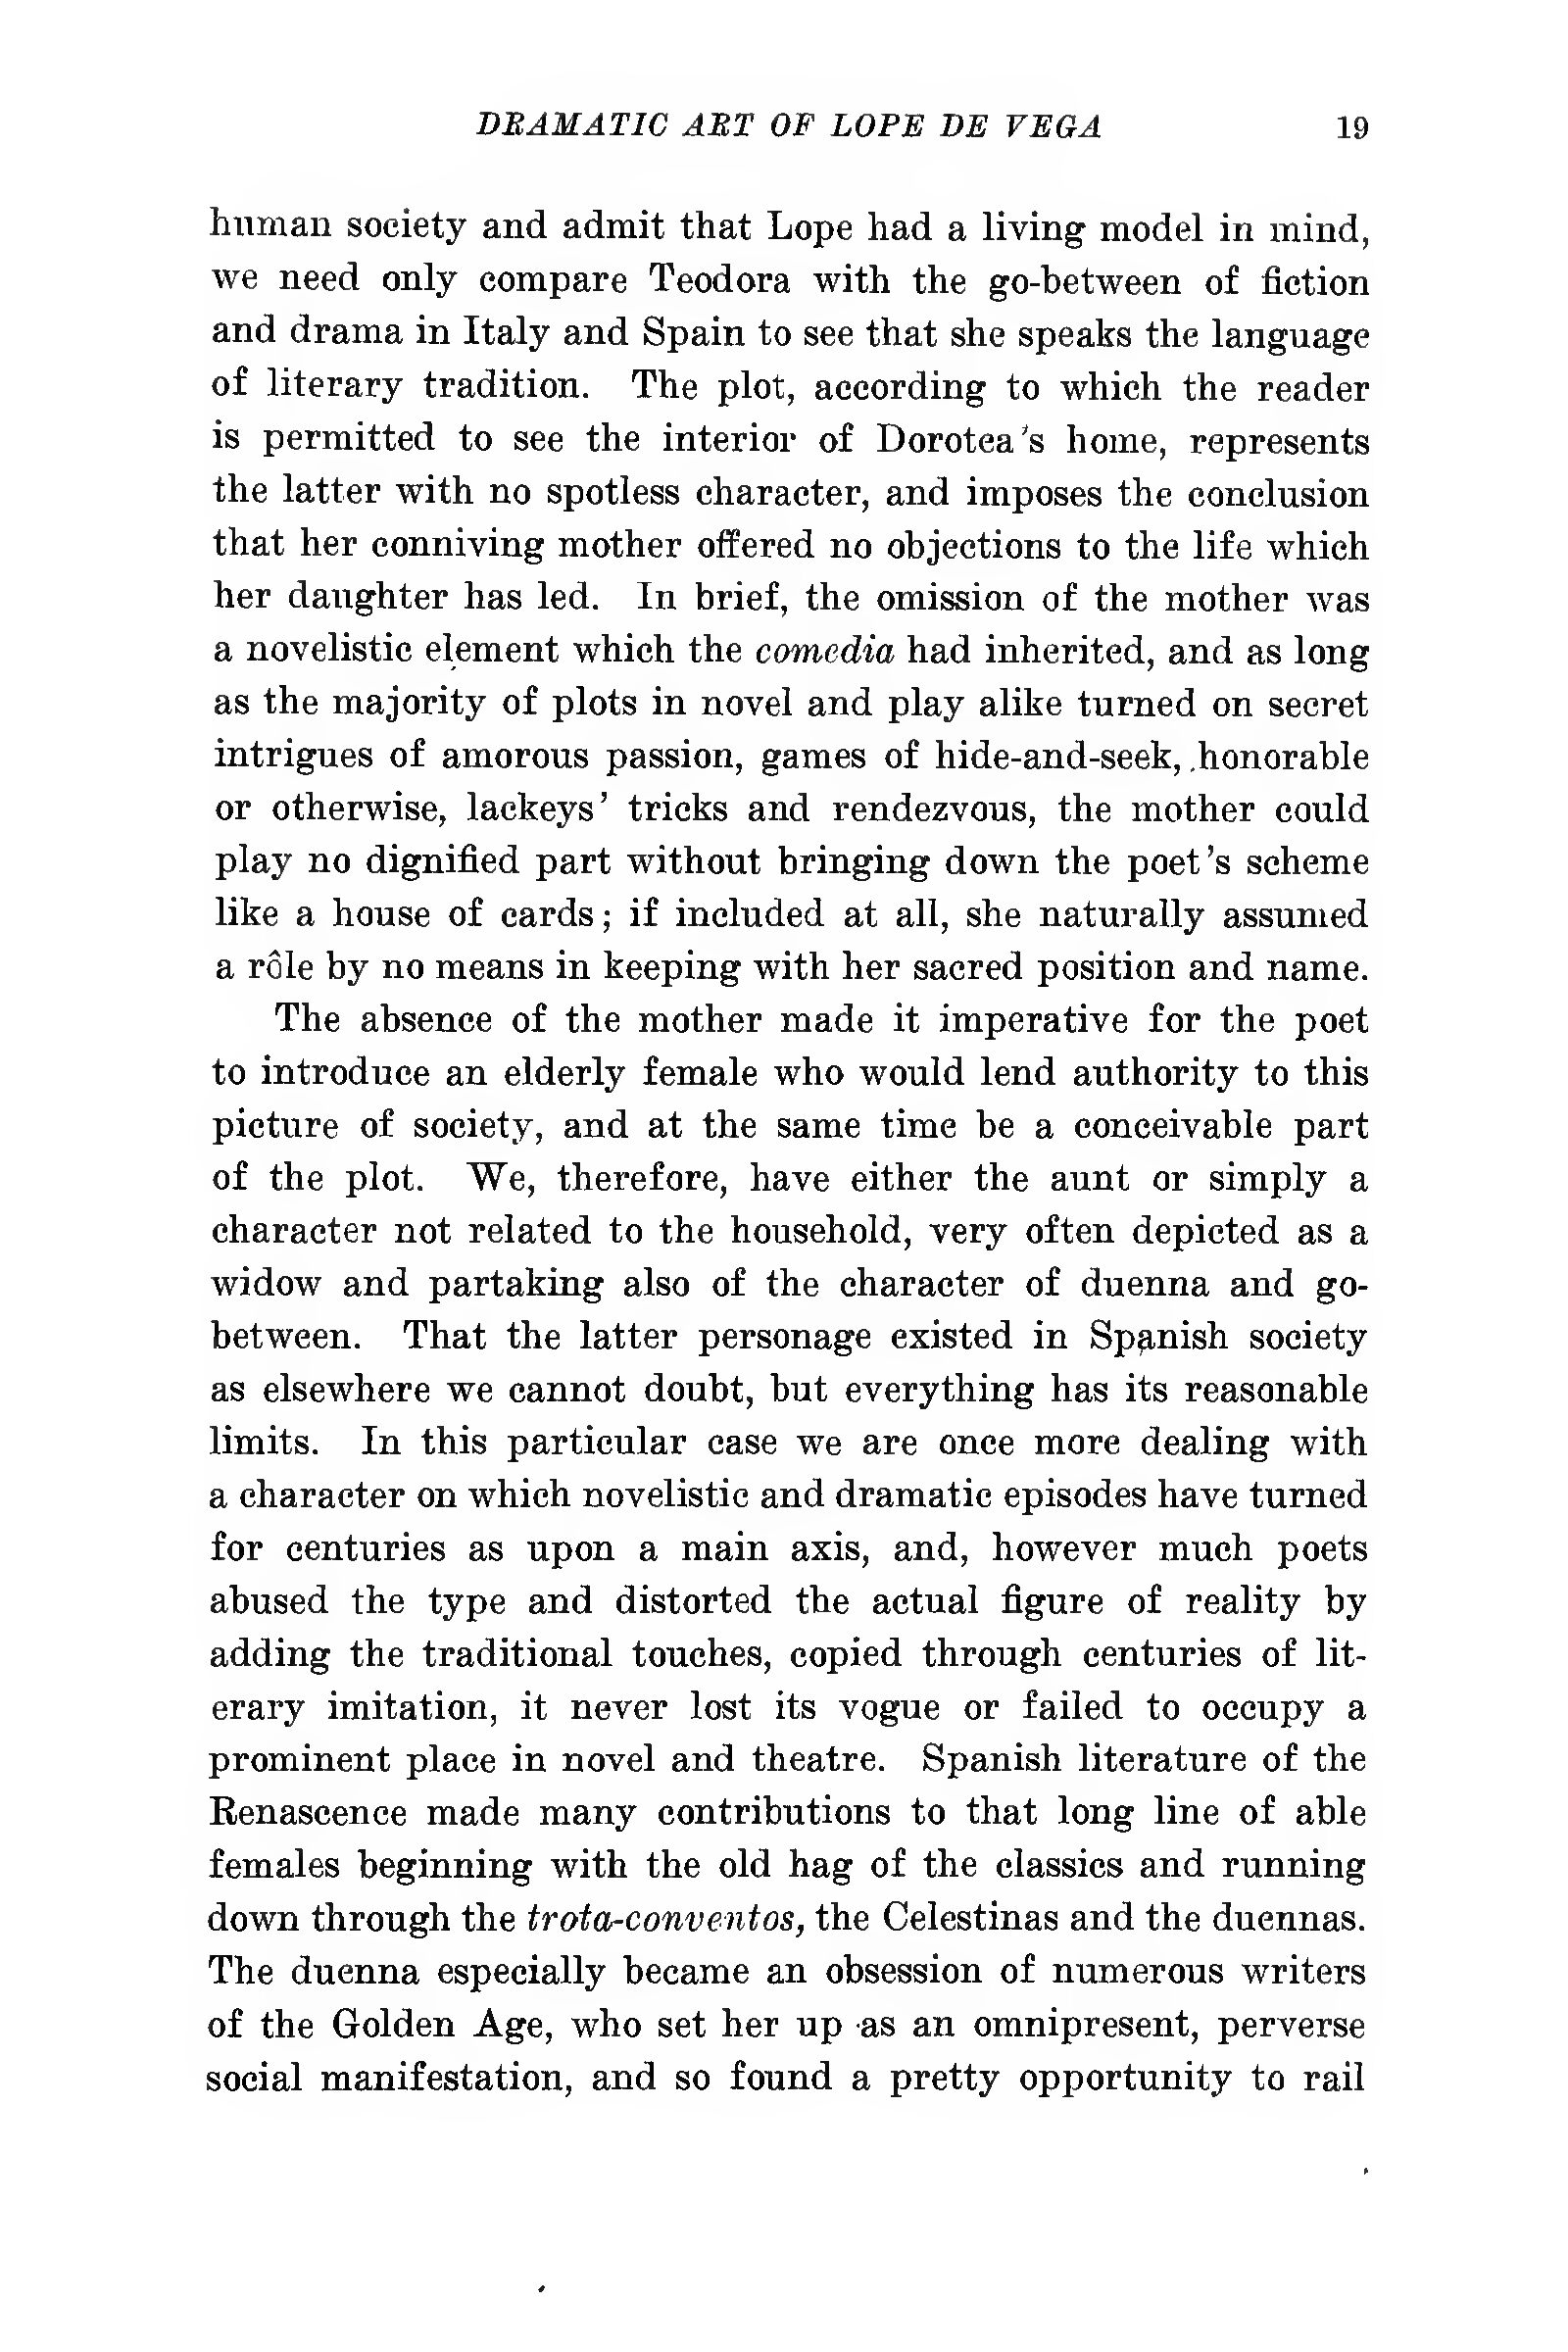 DRAMATIC ART OF LOPE DE VEGA 19
human society and admit that Lope had a living model in mind,
we need only compare Teodora with the go-between of fiction
and drama in Italy and Spain to see that she speaks the language
of literary tradition. The plot, according to which the reader
is permitted to see the interior of Dorotea's home, represents
the latter with no spotless character, and imposes the conclusion
that her conniving mother offered no objections to the life which
her daughter has led. In brief, the omission of the mother was
a novelistic element which the comedia had inherited, and as long
as the majority of plots in novel and play alike turned on secret
intrigues of amorous passion, games of hide-and-seek, honorable
or otherwise, lackeys' tricks and rendezvous, the mother could
play no dignified part without bringing down the poet's scheme
like a house of cards; if included at all, she naturally assumed
a rôle by no means in keeping with her sacred position and name.
The absence of the mother made it imperative for the poet
to introduce an elderly female who would lend authority to this
picture of society, and at the same time be a conceivable part
of the plot. We, therefore, have either the aunt or simply a
character not related to the household, very often depicted as a
widow and partaking also of the character of duenna and go-
between. That the latter personage existed in Spanish society
as elsewhere we cannot doubt, but everything has its reasonable
limits. In this particular case we are once more dealing with
a character on which novelistic and dramatic episodes have turned
for centuries as upon a main axis, and, however much poets
abused the type and distorted the actual figure of reality by
adding the traditional touches, copied through centuries of lit-
erary imitation, it never lost its vogue or failed to occupy a
prominent place in novel and theatre. Spanish literature of the
Renascence made many contributions to that long line of able
females beginning with the old hag of the classics and running
down through the trota-conventos, the Celestinas and the duennas.
The duenna especially became an obsession of numerous writers
of the Golden Age, who set her up as an omnipresent, perverse
social manifestation, and so found a pretty opportunity to rail